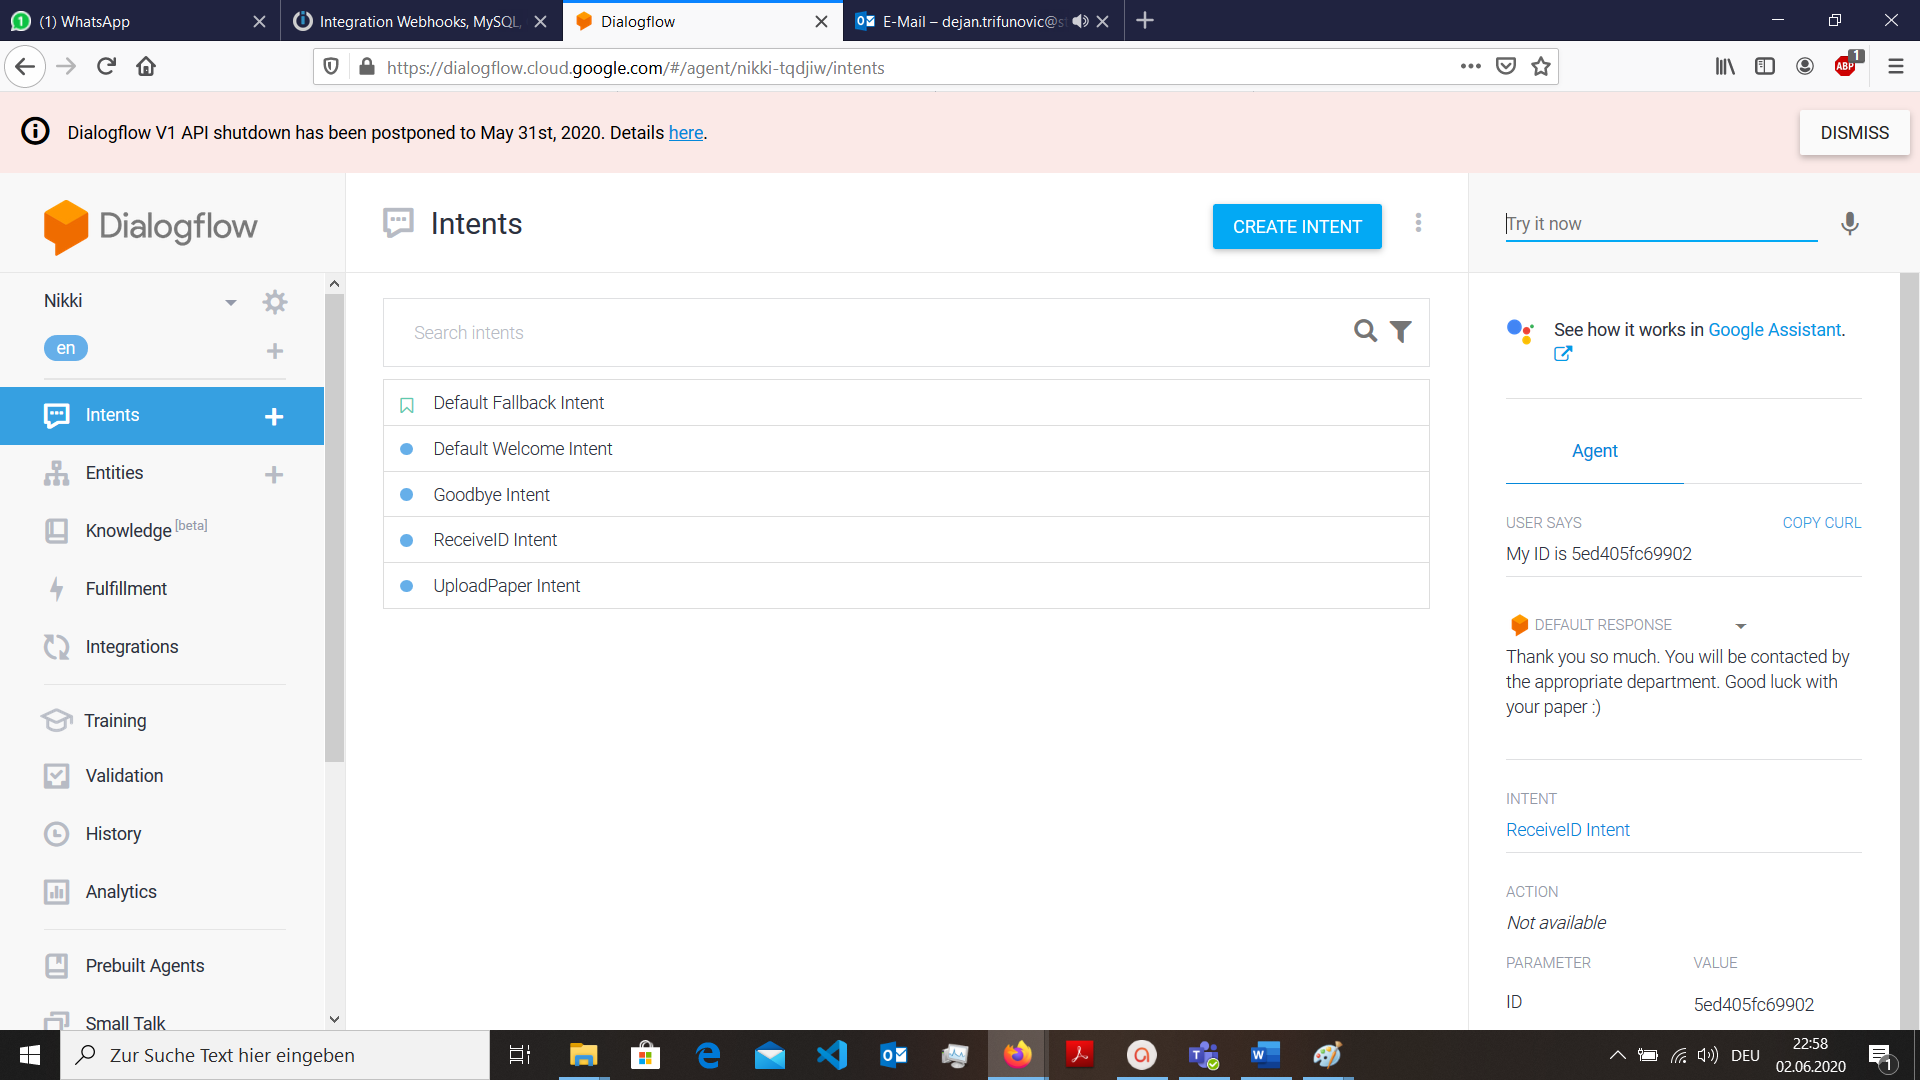 (1) WhatsApp
Integration Webhooks, MySQL,
Dialogflow
E-Mail – dejan.trifunovic@s
https://dialogflow.cloud.google.com/#/agent/nikki-tqdjiw/intents
ABP
1
Dialogflow V1 API shutdown has been postponed to May 31st, 2020. Details here.
DISMISS
Dialogflow
Intents
CREATE INTENT
Try it now
Nikki
en
Intents
Entities
Knowledge [beta]
Fulfillment
Integrations
Training
Validation
History
Analytics
Prebuilt Agents
Small Talk
Search intents
Default Fallback Intent
Default Welcome Intent
Goodbye Intent
ReceiveID Intent
UploadPaper Intent
See how it works in Google Assistant.
Agent
USER SAYS
COPY CURL
My ID is 5ed405fc69902
DEFAULT RESPONSE
Thank you so much. You will be contacted by
the appropriate department. Good luck with
your paper :)
INTENT
ReceiveID Intent
ACTION
Not available
PARAMETER
VALUE
ID
5ed405fc69902
Zur Suche Text hier eingeben
DEU
22:58
02.06.2020
1